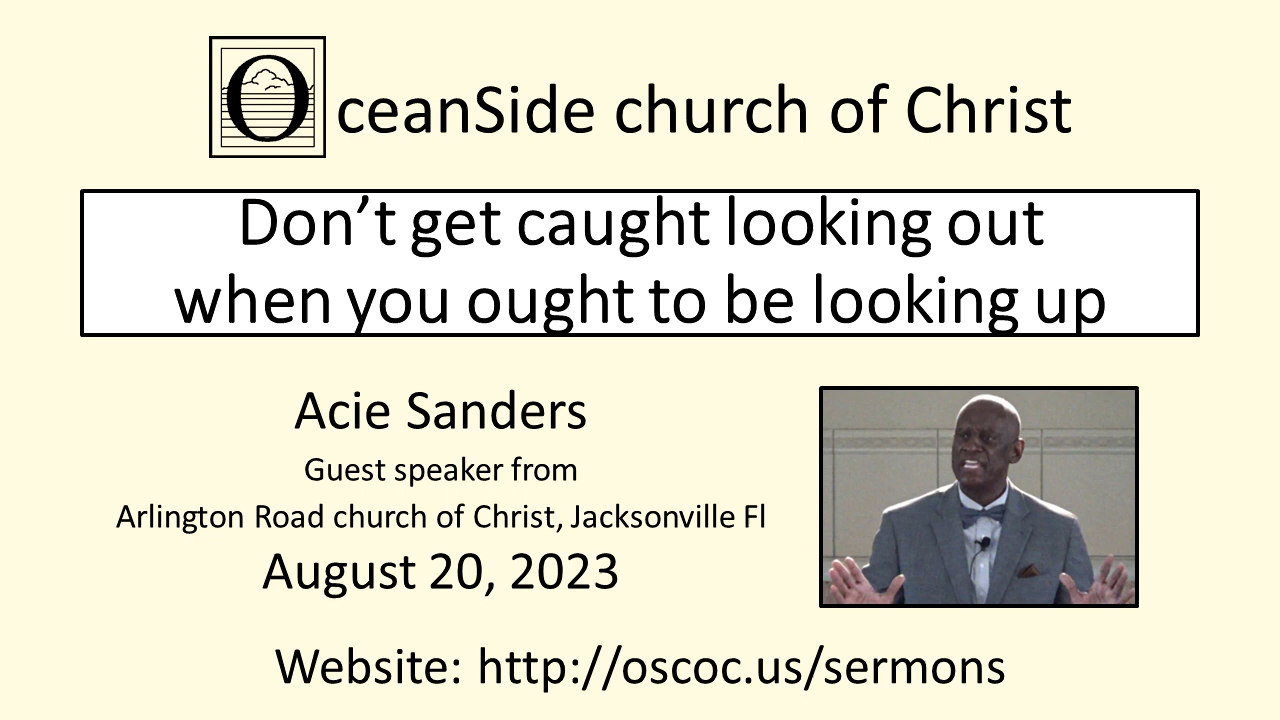 OceanSide church of Christ
Don’t get caught looking out
when you ought to be looking up
Acie Sanders
Guest speaker from
Arlington Road church of Christ, Jacksonville Fl
August 20, 2023
Website: http://oscoc.us/sermons